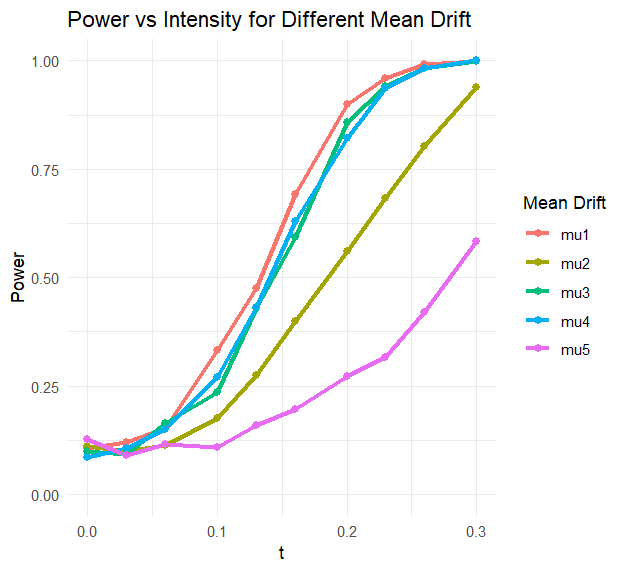 Power vs Intensity for Different Mean Drift
Power
1.00
0.75
0.50
0.25
0.00
0.0
0.1
0.2
0.3
t
Mean Drift
mu1
mu2
mu3
mu4
mu5